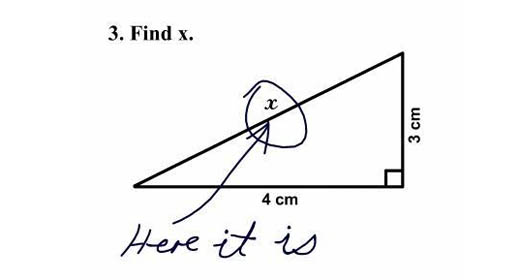 3. Find x.
x
3 cm
4 cm
Here it is